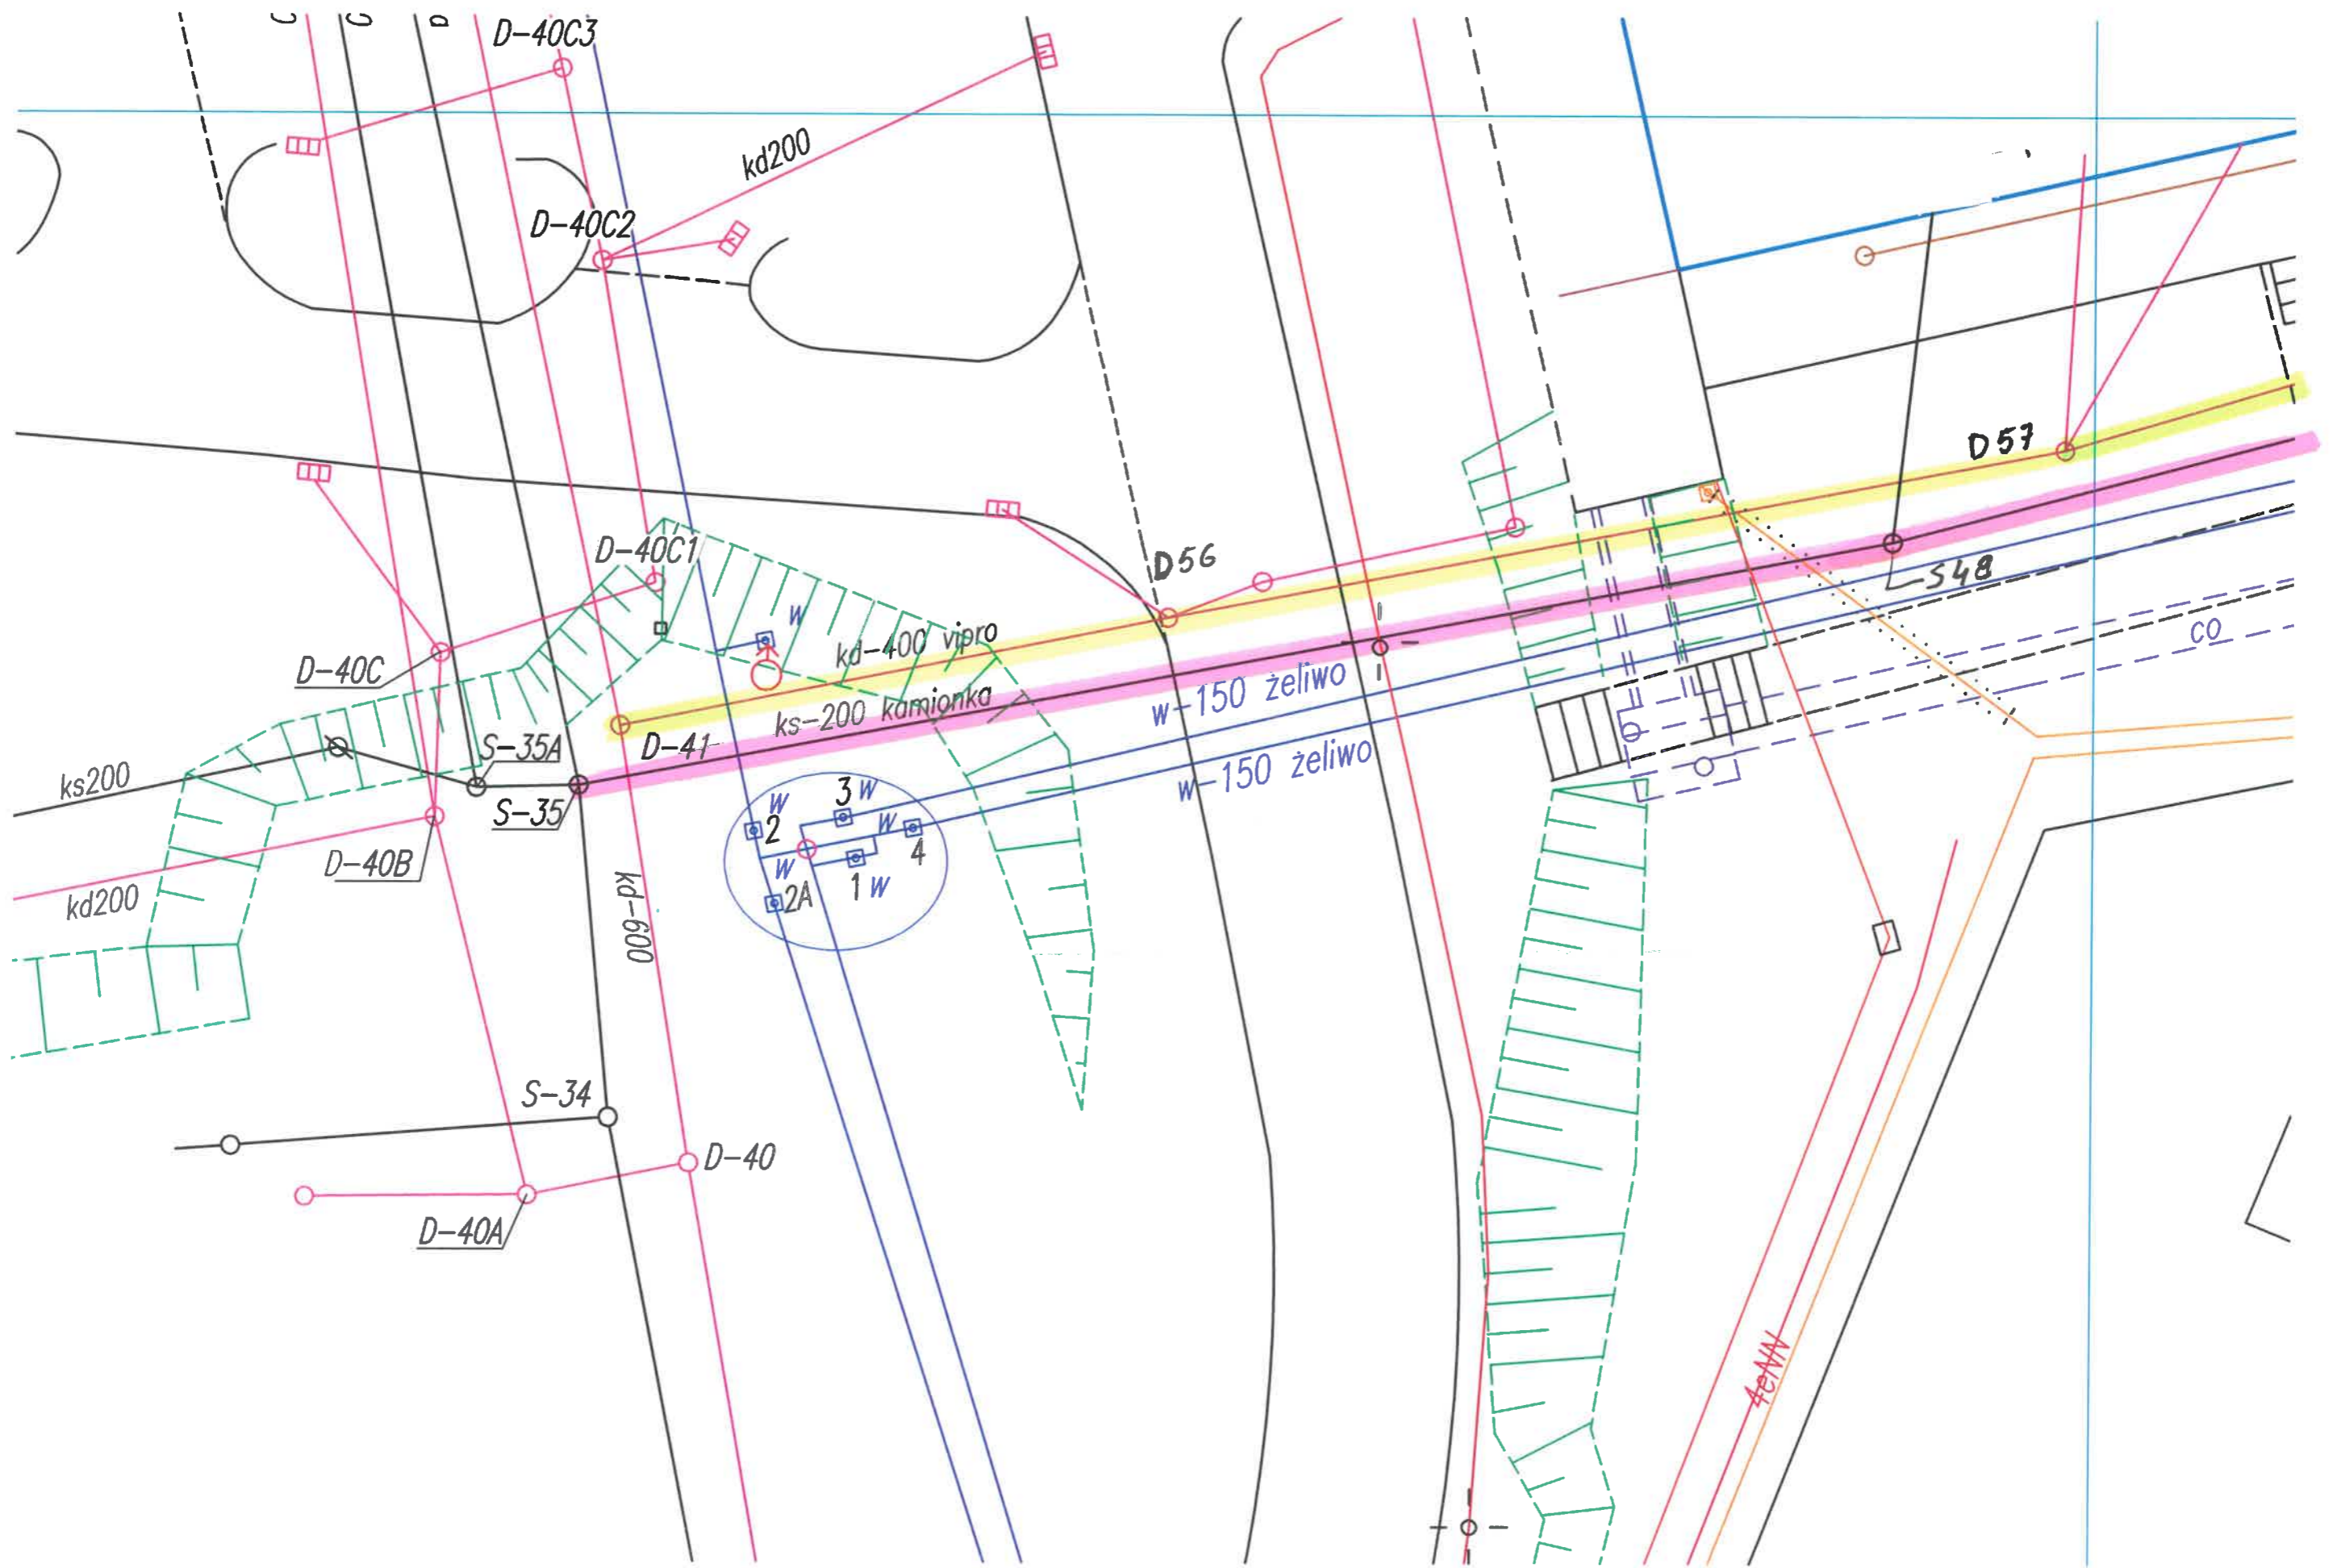 D-40C3
kd200
D-40C2
D57
D-40C1
D56
S48
kd-400 vipro
w
D-40C
co
ks-200 kamionka
w-150 żeliwo
D-41
S-35A
ks200
w-150 żeliwo
S-35
3 w
w
2
w
4
D-40B
w
1 w
2A
kd200
kd-600
S-34
D-40
D-40A
4eNN